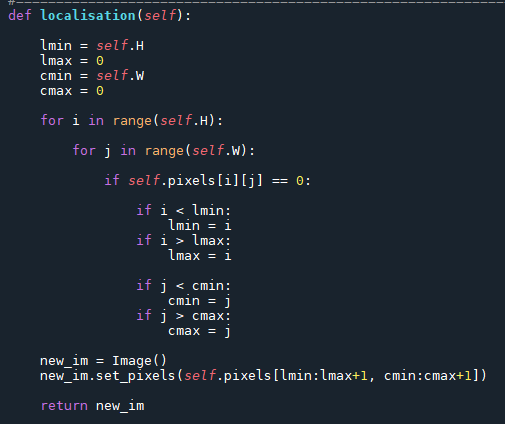 #
def localisation(self):
    lmin = self.H
    lmax = 0
    cmin = self.W
    cmax = 0
    for i in range(self.H):
        for j in range(self.W):
            if self.pixels[i][j] == 0:
                if i < lmin:
                    lmin = i
                if i > lmax:
                    lmax = i
                if j < cmin:
                    cmin = j
                if j > cmax:
                    cmax = j
    new_im = Image()
    new_im.set_pixels(self.pixels[lmin:lmax+1, cmin:cmax+1])
    return new_im